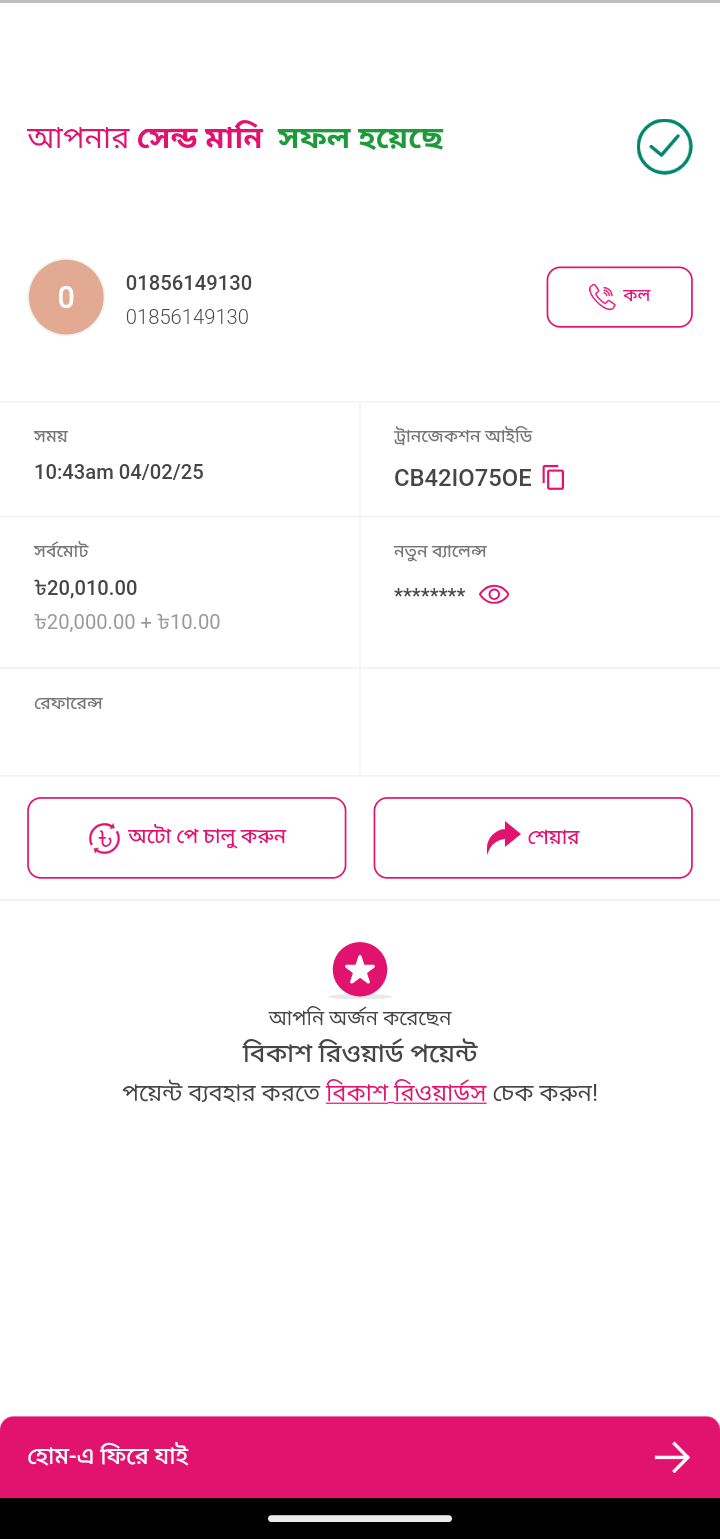 আপনার সেন্ড মানি সফল হয়েছে
0
01856149130
01856149130
কল
সময়
10:43am 04/02/25
ট্রানজেকশন আইডি
CB42IO75OE
সর্বমোট
৳20,010.00
৳20,000.00 + ৳10.00
নতুন ব্যালেন্স
********
রেফারেন্স
অটো পে চালু করুন
শেয়ার
আপনি অর্জন করেছেন
বিকাশ রিওয়ার্ড পয়েন্ট
পয়েন্ট ব্যবহার করতে বিকাশ রিওয়ার্ডস চেক করুন!
হোম-এ ফিরে যাই